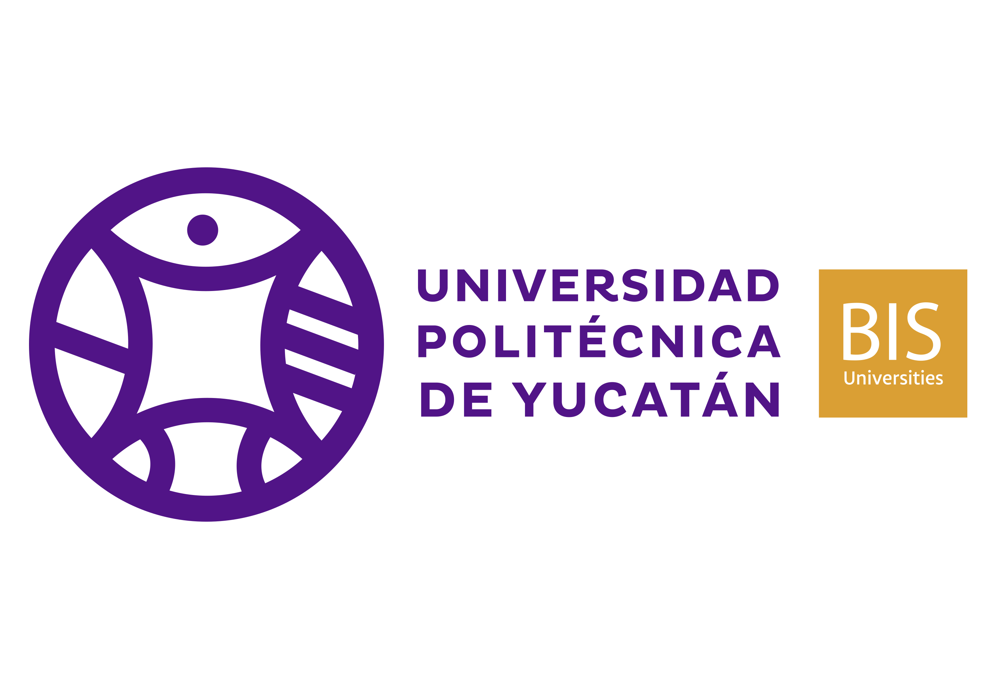 UNIVERSIDAD
POLITÉCNICA
DE YUCATÁN
BIS
Universities